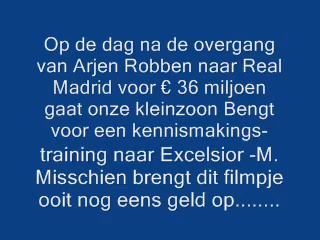 Op de dag na de overgang
van Arjen Robben naar Real
Madrid voor € 36 miljoen
gaat onze kleinzoon Bengt
voor een kennismakings-
training naar Excelsior -M.
Misschien brengt dit filmpje
ooit nog eens geld op........